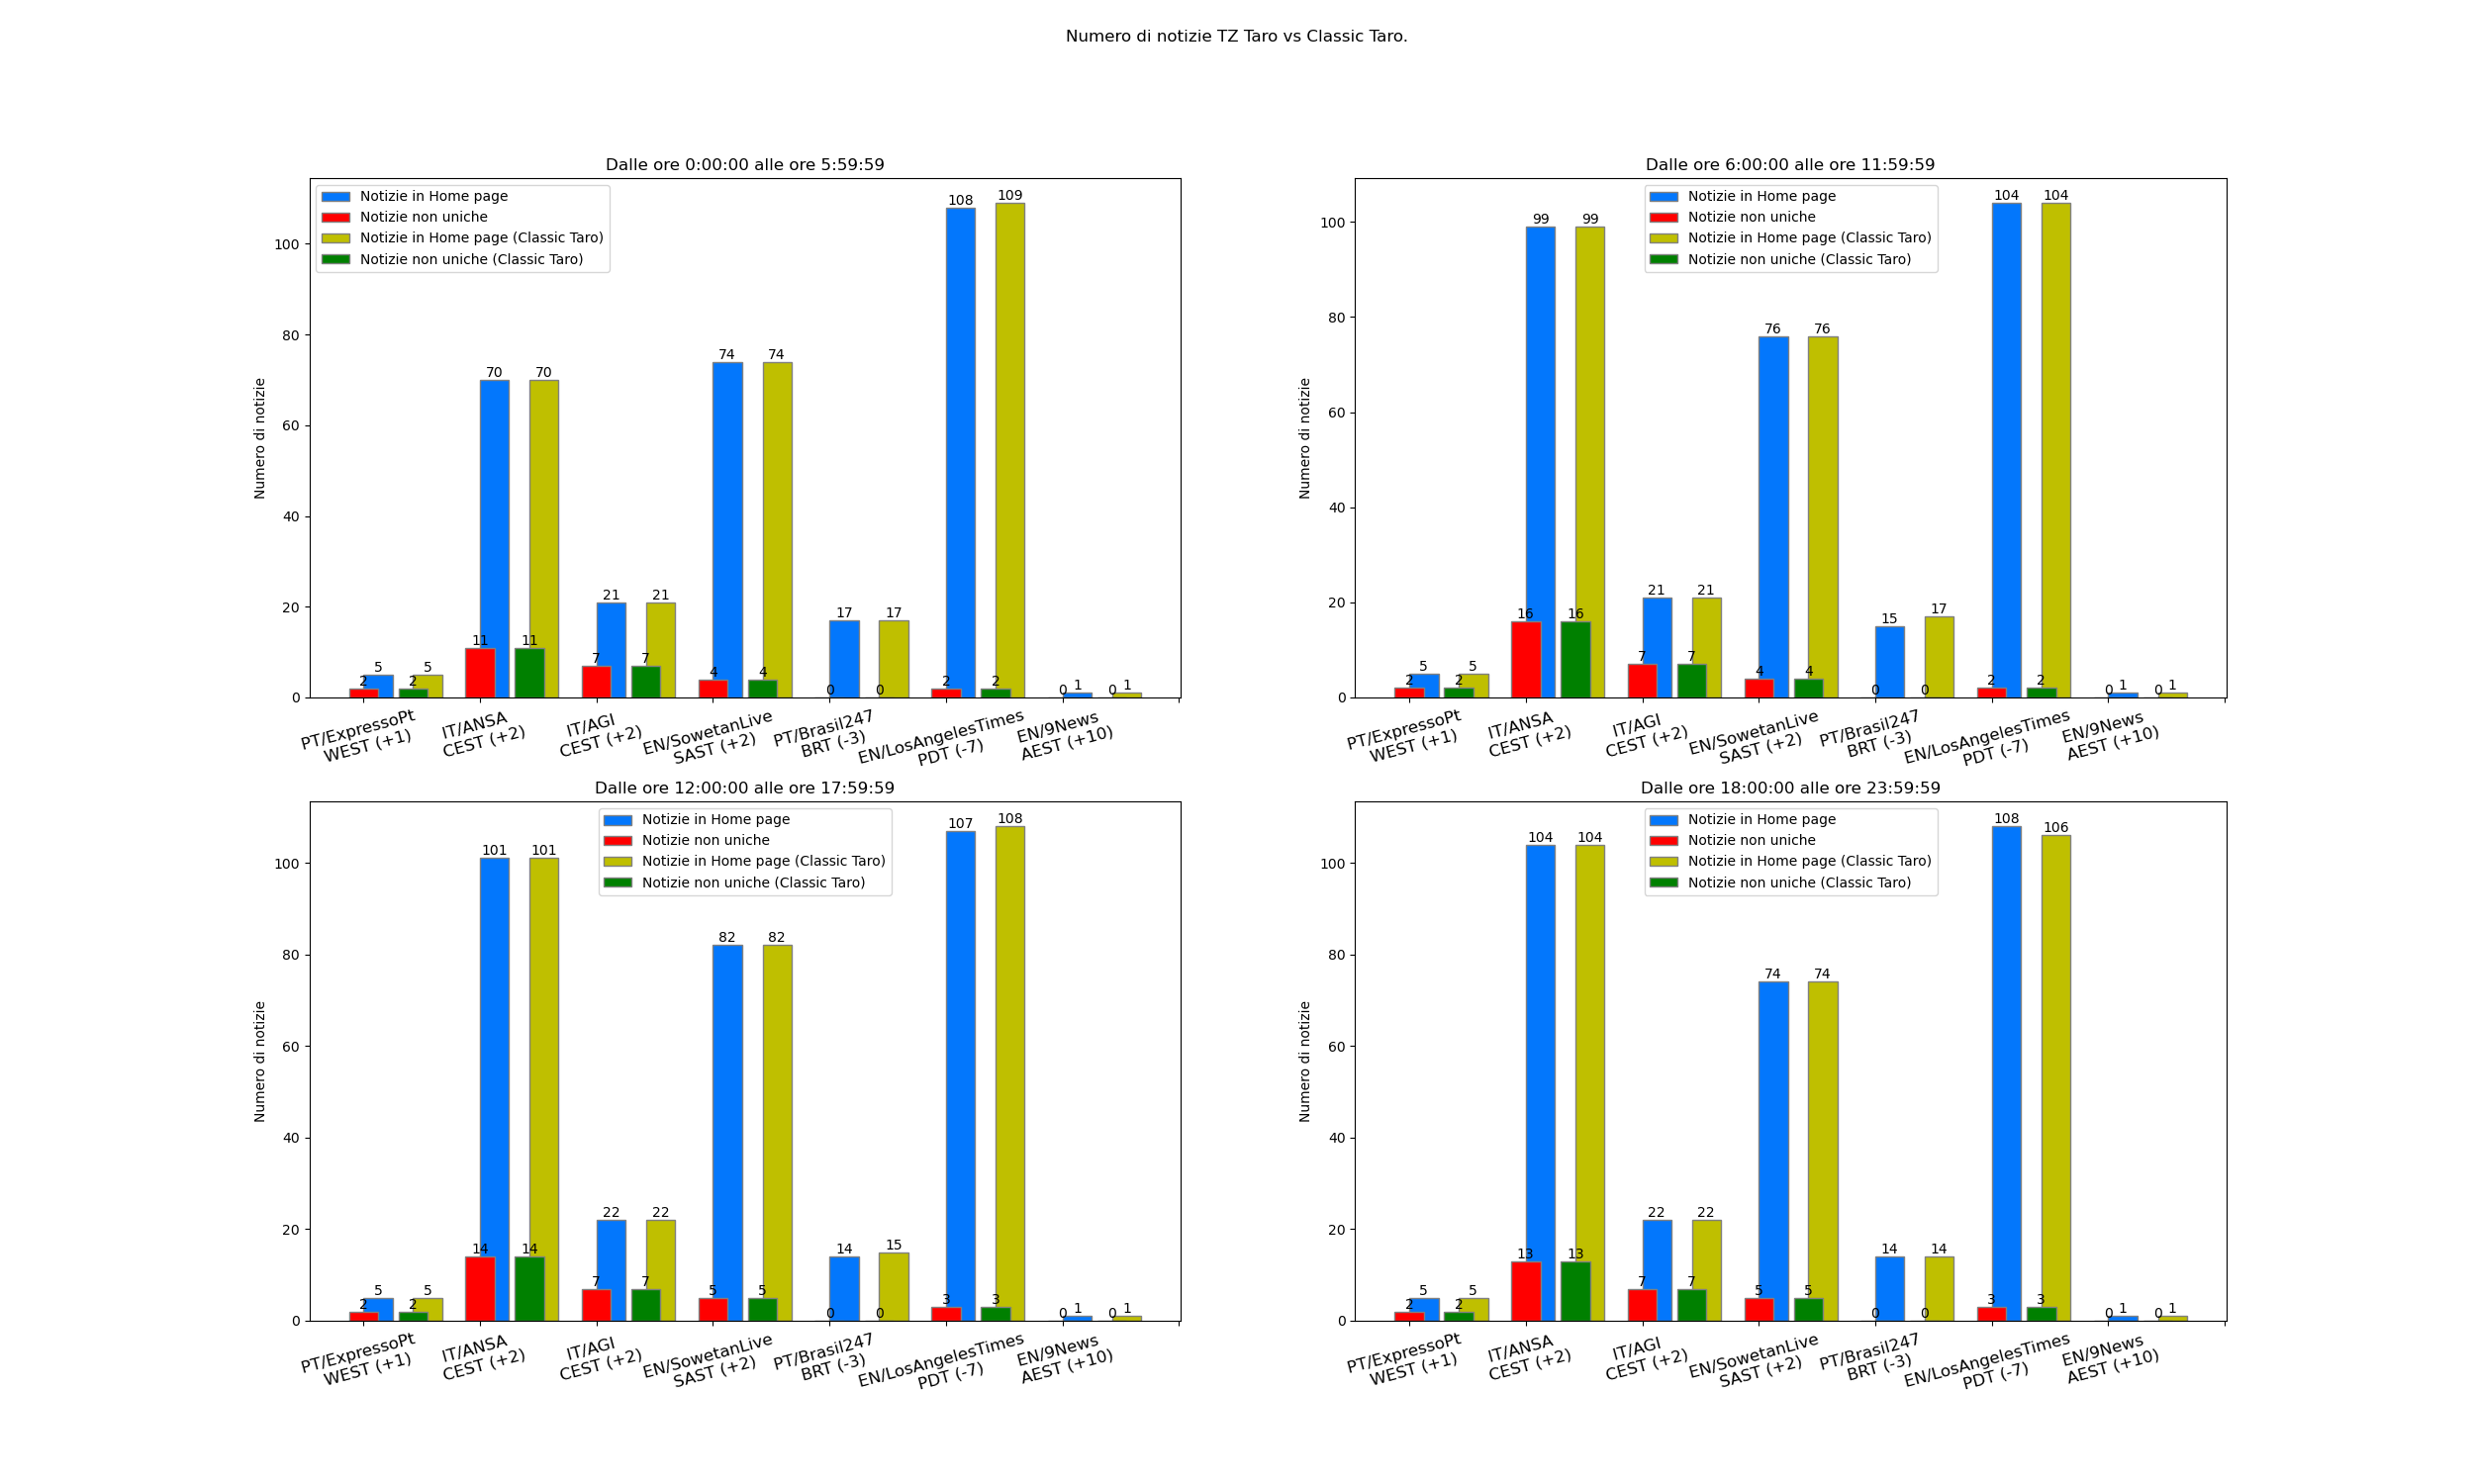 Numero di notizie TZ Taro vs Classic Taro.
Dalle ore 0:00:00 alle ore 5:59:59
Notizie in Home page
Notizie non uniche
Notizie in Home page (Classic Taro)
Notizie non uniche (Classic Taro)
Numero di notizie
100
80
60
40
20
0
5 5
2 2
70 70
11 11
21 21
7 7
74 74
4 4
17 17
0 0
108 109
2 2
1 1
0 0
PT/ExpressoPt
WEST (+1)
IT/ANSA
CEST (+2)
IT/AGI
CEST (+2)
EN/SowetanLive
SAST (+2)
PT/Brasil247
BRT (-3)
EN/LosAngelesTimes
PDT (-7)
EN/9News
AEST (+10)
Dalle ore 6:00:00 alle ore 11:59:59
Notizie in Home page
Notizie non uniche
Notizie in Home page (Classic Taro)
Notizie non uniche (Classic Taro)
Numero di notizie
100
80
60
40
20
0
5 5
2 2
99 99
16 16
21 21
7 7
76 76
4 4
15 17
0 0
104 104
2 2
1 1
0 0
PT/ExpressoPt
WEST (+1)
IT/ANSA
CEST (+2)
IT/AGI
CEST (+2)
EN/SowetanLive
SAST (+2)
PT/Brasil247
BRT (-3)
EN/LosAngelesTimes
PDT (-7)
EN/9News
AEST (+10)
Dalle ore 12:00:00 alle ore 17:59:59
Notizie in Home page
Notizie non uniche
Notizie in Home page (Classic Taro)
Notizie non uniche (Classic Taro)
Numero di notizie
100
80
60
40
20
0
5 5
2 2
101 101
14 14
22 22
7 7
82 82
5 5
14 15
0 0
107 108
3 3
1 1
0 0
PT/ExpressoPt
WEST (+1)
IT/ANSA
CEST (+2)
IT/AGI
CEST (+2)
EN/SowetanLive
SAST (+2)
PT/Brasil247
BRT (-3)
EN/LosAngelesTimes
PDT (-7)
EN/9News
AEST (+10)
Dalle ore 18:00:00 alle ore 23:59:59
Notizie in Home page
Notizie non uniche
Notizie in Home page (Classic Taro)
Notizie non uniche (Classic Taro)
Numero di notizie
100
80
60
40
20
0
5 5
2 2
104 104
13 13
22 22
7 7
74 74
5 5
14 14
0 0
108 106
3 3
1 1
0 0
PT/ExpressoPt
WEST (+1)
IT/ANSA
CEST (+2)
IT/AGI
CEST (+2)
EN/SowetanLive
SAST (+2)
PT/Brasil247
BRT (-3)
EN/LosAngelesTimes
PDT (-7)
EN/9News
AEST (+10)